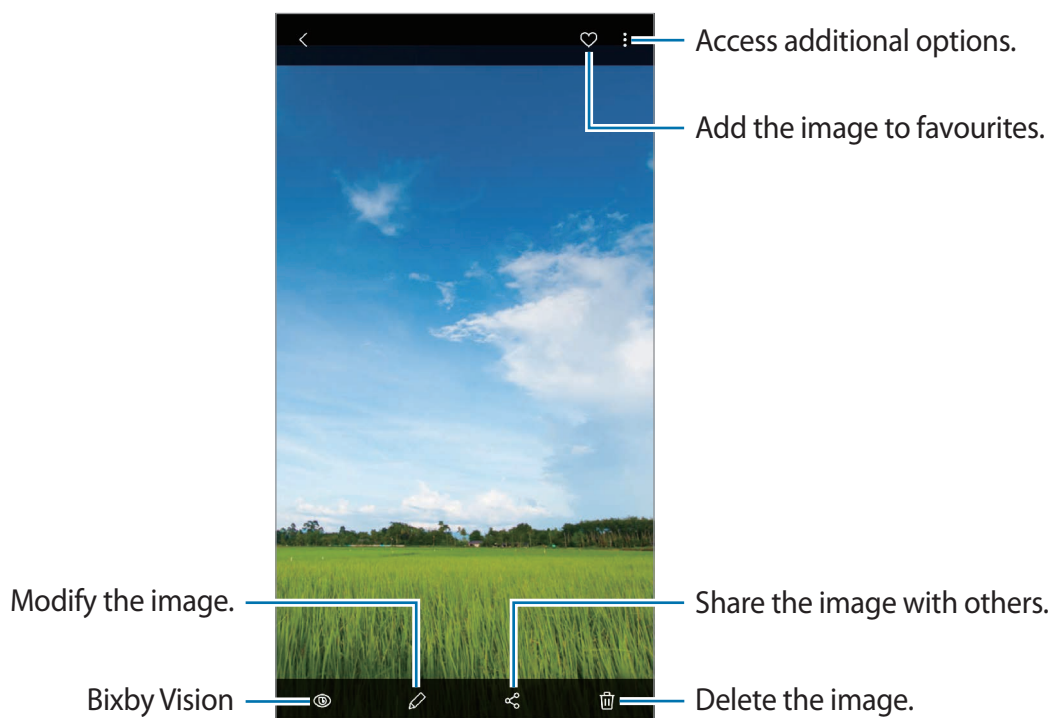 Access additional options.
Add the image to favourites.
Modify the image.
Share the image with others.
Bixby Vision
Delete the image.